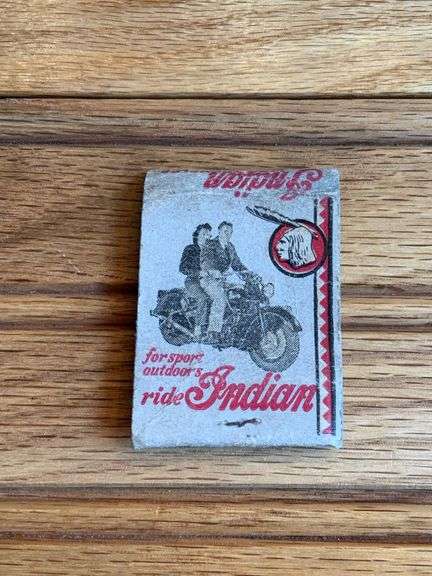 Indian
for sport
outdoors
ride Indian